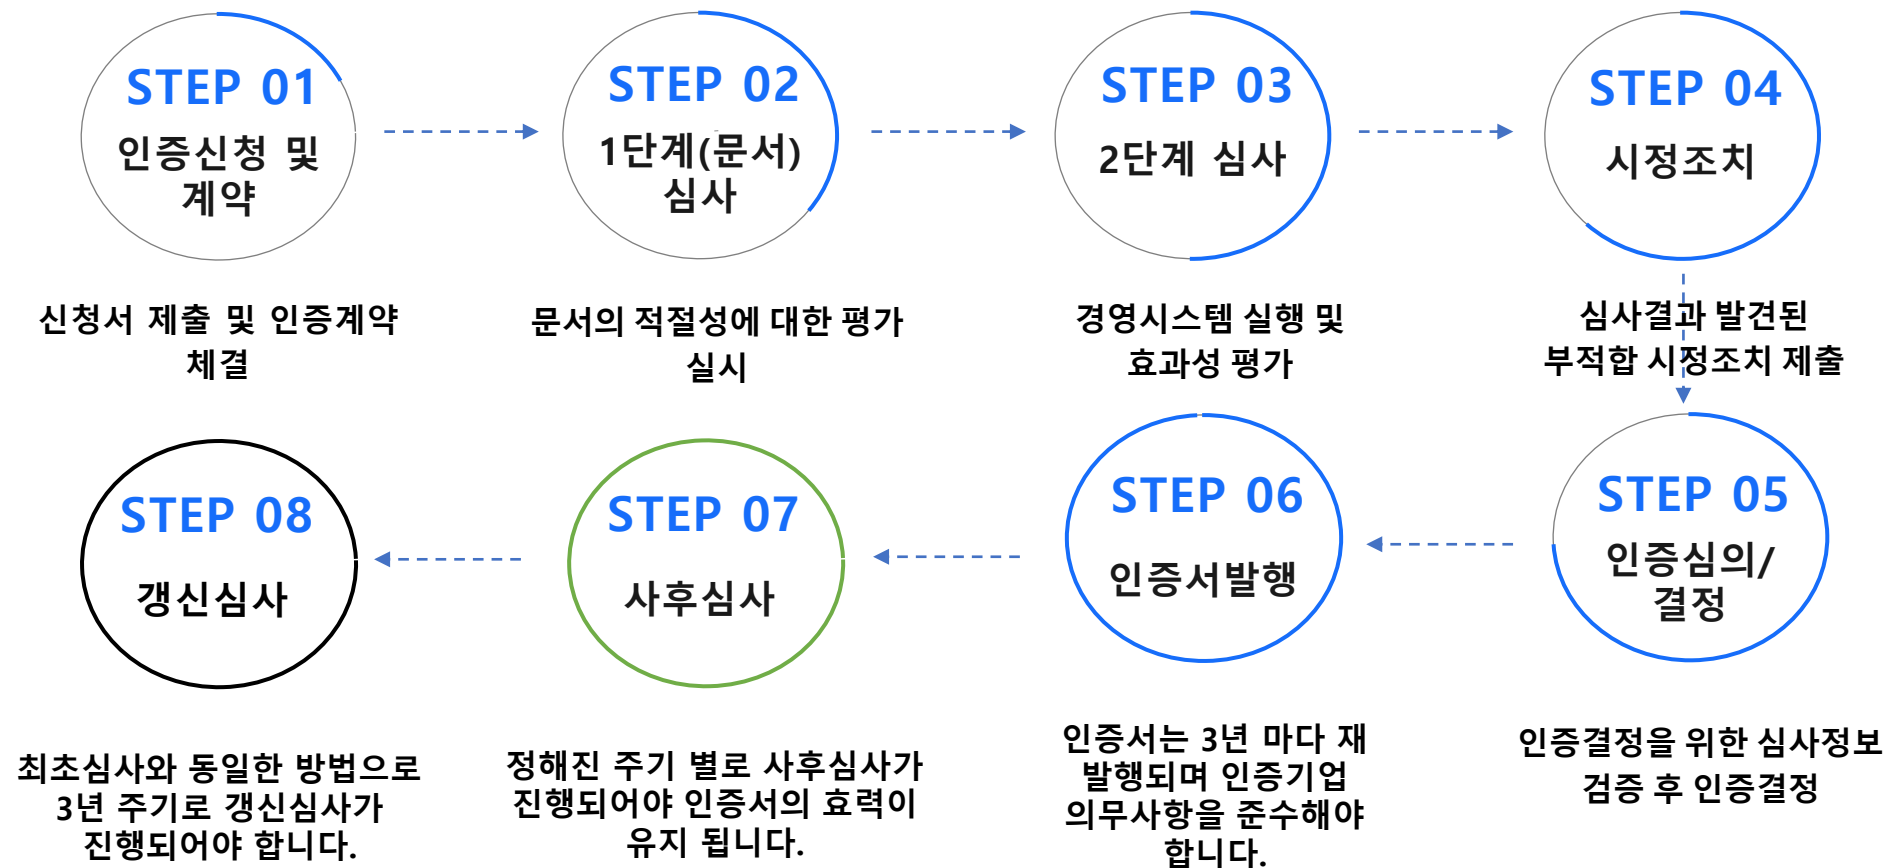 STEP 01
인증신청 및
계약
신청서 제출 및 인증계약
체결
STEP 02
1단계(문서)
심사
문서의 적절성에 대한 평가
실시
STEP 03
2단계 심사
경영시스템 실행 및
효과성 평가
STEP 04
시정조치
심사결과 발견된
부적합 시정조치 제출
STEP 05
인증심의/
결정
인증결정을 위한 심사정보
검증 후 인증결정
STEP 06
인증서발행
인증서는 3년 마다 재
발행되며 인증기업
의무사항을 준수해야
합니다.
STEP 07
사후심사
정해진 주기 별로 사후심사가
진행되어야 인증서의 효력이
유지 됩니다.
STEP 08
갱신심사
최초심사와 동일한 방법으로
3년 주기로 갱신심사가
진행되어야 합니다.